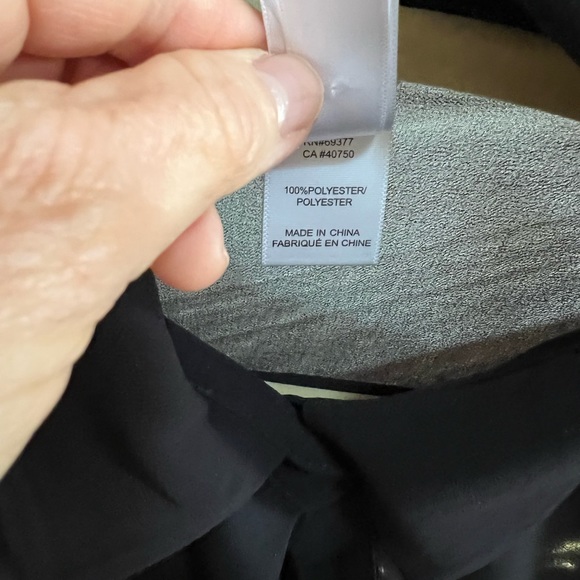 RN#69377
CA #40750
100%POLYESTER/
POLYESTER
MADE IN CHINA
FABRIQUÉ EN CHINE